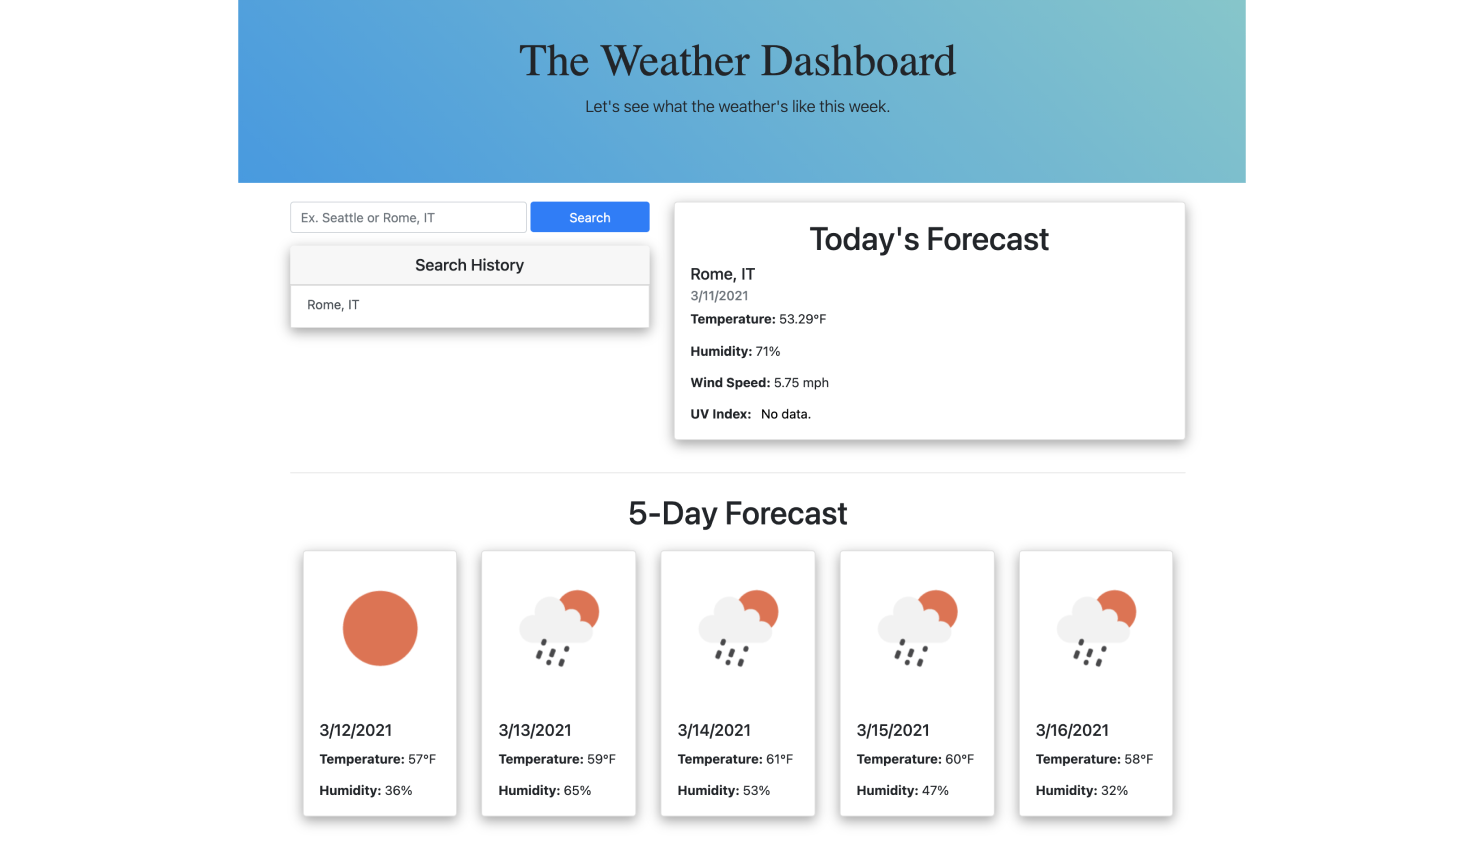 The Weather Dashboard
Let's see what the weather's like this week.
Ex. Seattle or Rome, IT
Search
Search History
Rome, IT
Today's Forecast
Rome, IT
3/11/2021
Temperature: 53.29°F
Humidity: 71%
Wind Speed: 5.75 mph
UV Index: No data.
5-Day Forecast
3/12/2021
Temperature: 57°F
Humidity: 36%
3/13/2021
Temperature: 59°F
Humidity: 65%
3/14/2021
Temperature: 61°F
Humidity: 53%
3/15/2021
Temperature: 60°F
Humidity: 47%
3/16/2021
Temperature: 58°F
Humidity: 32%